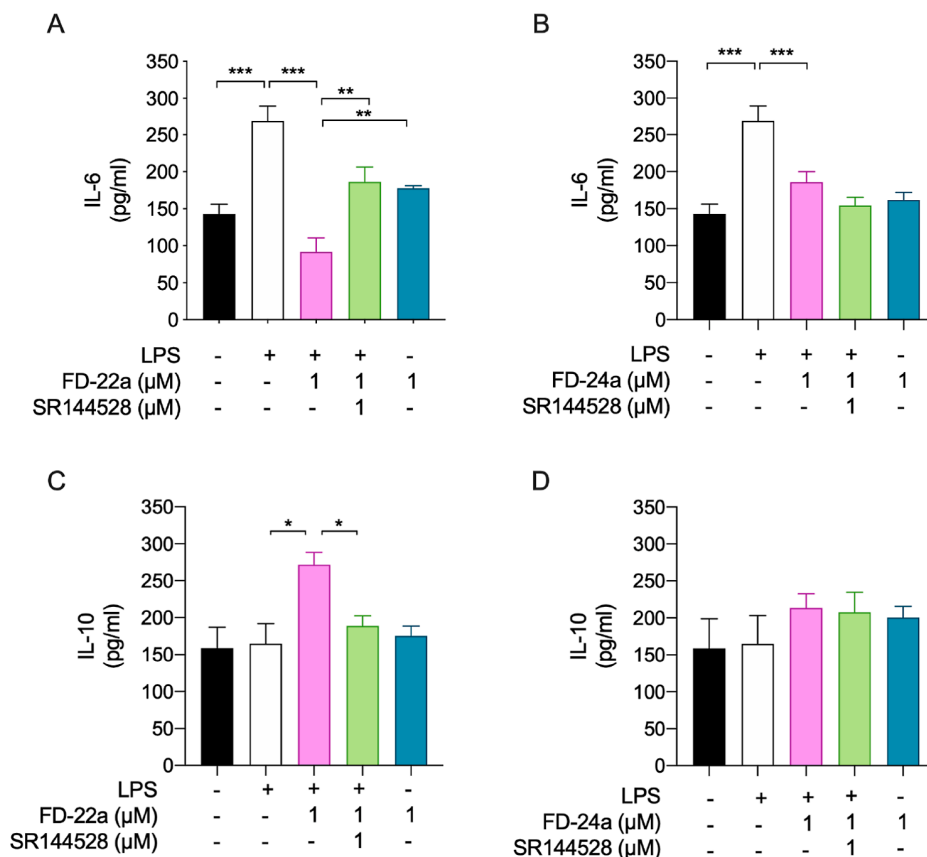 A
350
300
250
200
150
100
50
0
IL-6
(pg/ml)
*** *** ** **
LPS - + + + -
FD-22a (µM) - - 1 1 1
SR144528 (µM) - - - 1 -
B
350
300
250
200
150
100
50
0
IL-6
(pg/ml)
*** ***
LPS - + + + -
FD-24a (µM) - - 1 1 1
SR144528 (µM) - - - 1 -
C
350
300
250
200
150
100
50
0
IL-10
(pg/ml)
* *
LPS - + + + -
FD-22a (µM) - - 1 1 1
SR144528 (µM) - - - 1 -
D
350
300
250
200
150
100
50
0
IL-10
(pg/ml)
LPS - + + + -
FD-24a (µM) - - 1 1 1
SR144528 (µM) - - - 1 -